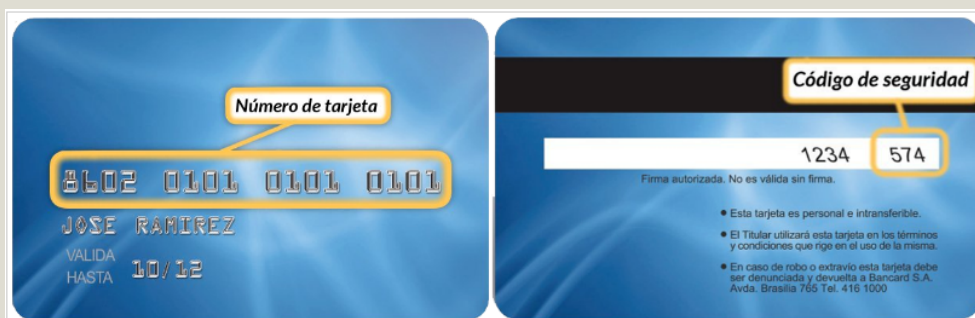 Número de tarjeta
8602 0101 0101 0101
JOSE RAMIREZ
VALIDA
HASTA 10/12
Código de seguridad
1234 574
Firma autorizada. No es válida sin firma.
● Esta tarjeta es personal e intransferible.
● El Titular utilizará esta tarjeta en los términos
y condiciones que rige en el uso de la misma.
● En caso de robo o extravío esta tarjeta debe
ser denunciada y devuelta a Bancard S.A.
Avda. Brasilia 765 Tel. 416 1000